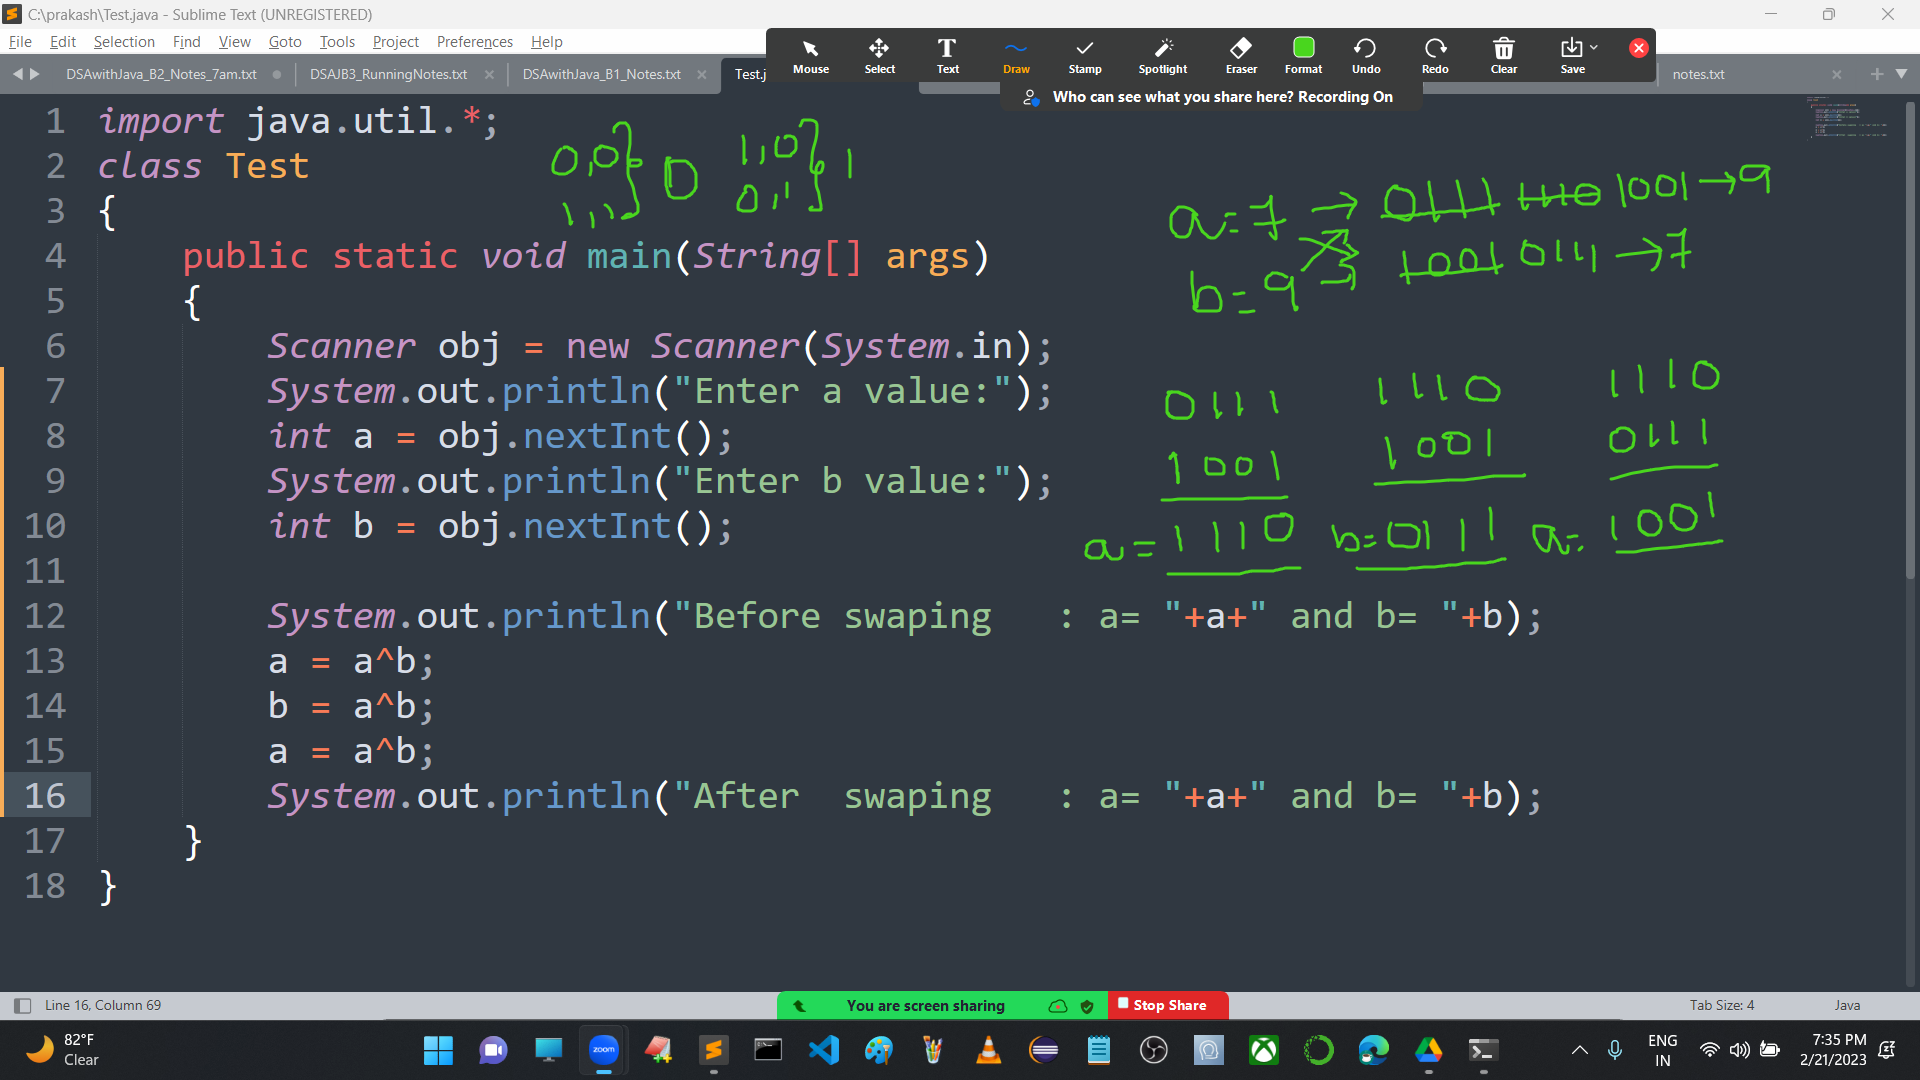 C:\prakash\Test.java - Sublime Text (UNREGISTERED)
File Edit Selection Find View Goto Tools Project Preferences Help
Mouse Select Text Draw Stamp Spotlight Eraser Format Undo Redo Clear Save
DSAwithJava_B2_Notes_7am.txt DSAJB3_RunningNotes.txt DSAwithJava_B1_Notes.txt Test.j notes.txt
Who can see what you share here? Recording On
1 import java.util.*;
2 class Test
3 {
4 public static void main(String[] args)
5 {
6 Scanner obj = new Scanner(System.in);
7 System.out.println("Enter a value:");
8 int a = obj.nextInt();
9 System.out.println("Enter b value:");
10 int b = obj.nextInt();
11
12 System.out.println("Before swaping   : a= "+a+" and b= "+b);
13 a = a^b;
14 b = a^b;
15 a = a^b;
16 System.out.println("After  swaping   : a= "+a+" and b= "+b);
17 }
18 }
0,0} 0 1,0} 1
1,1 0,1
a=7 → 0111 1110 1001 → 9
b=9 → 1001 0111 → 7
0111 1110 1110
1001 1001 0111
a= 1110 b= 0111 a= 1001
Line 16, Column 69
You are screen sharing
Stop Share
Tab Size: 4
Java
82°F
Clear
zoom
ENG
IN
7:35 PM
2/21/2023